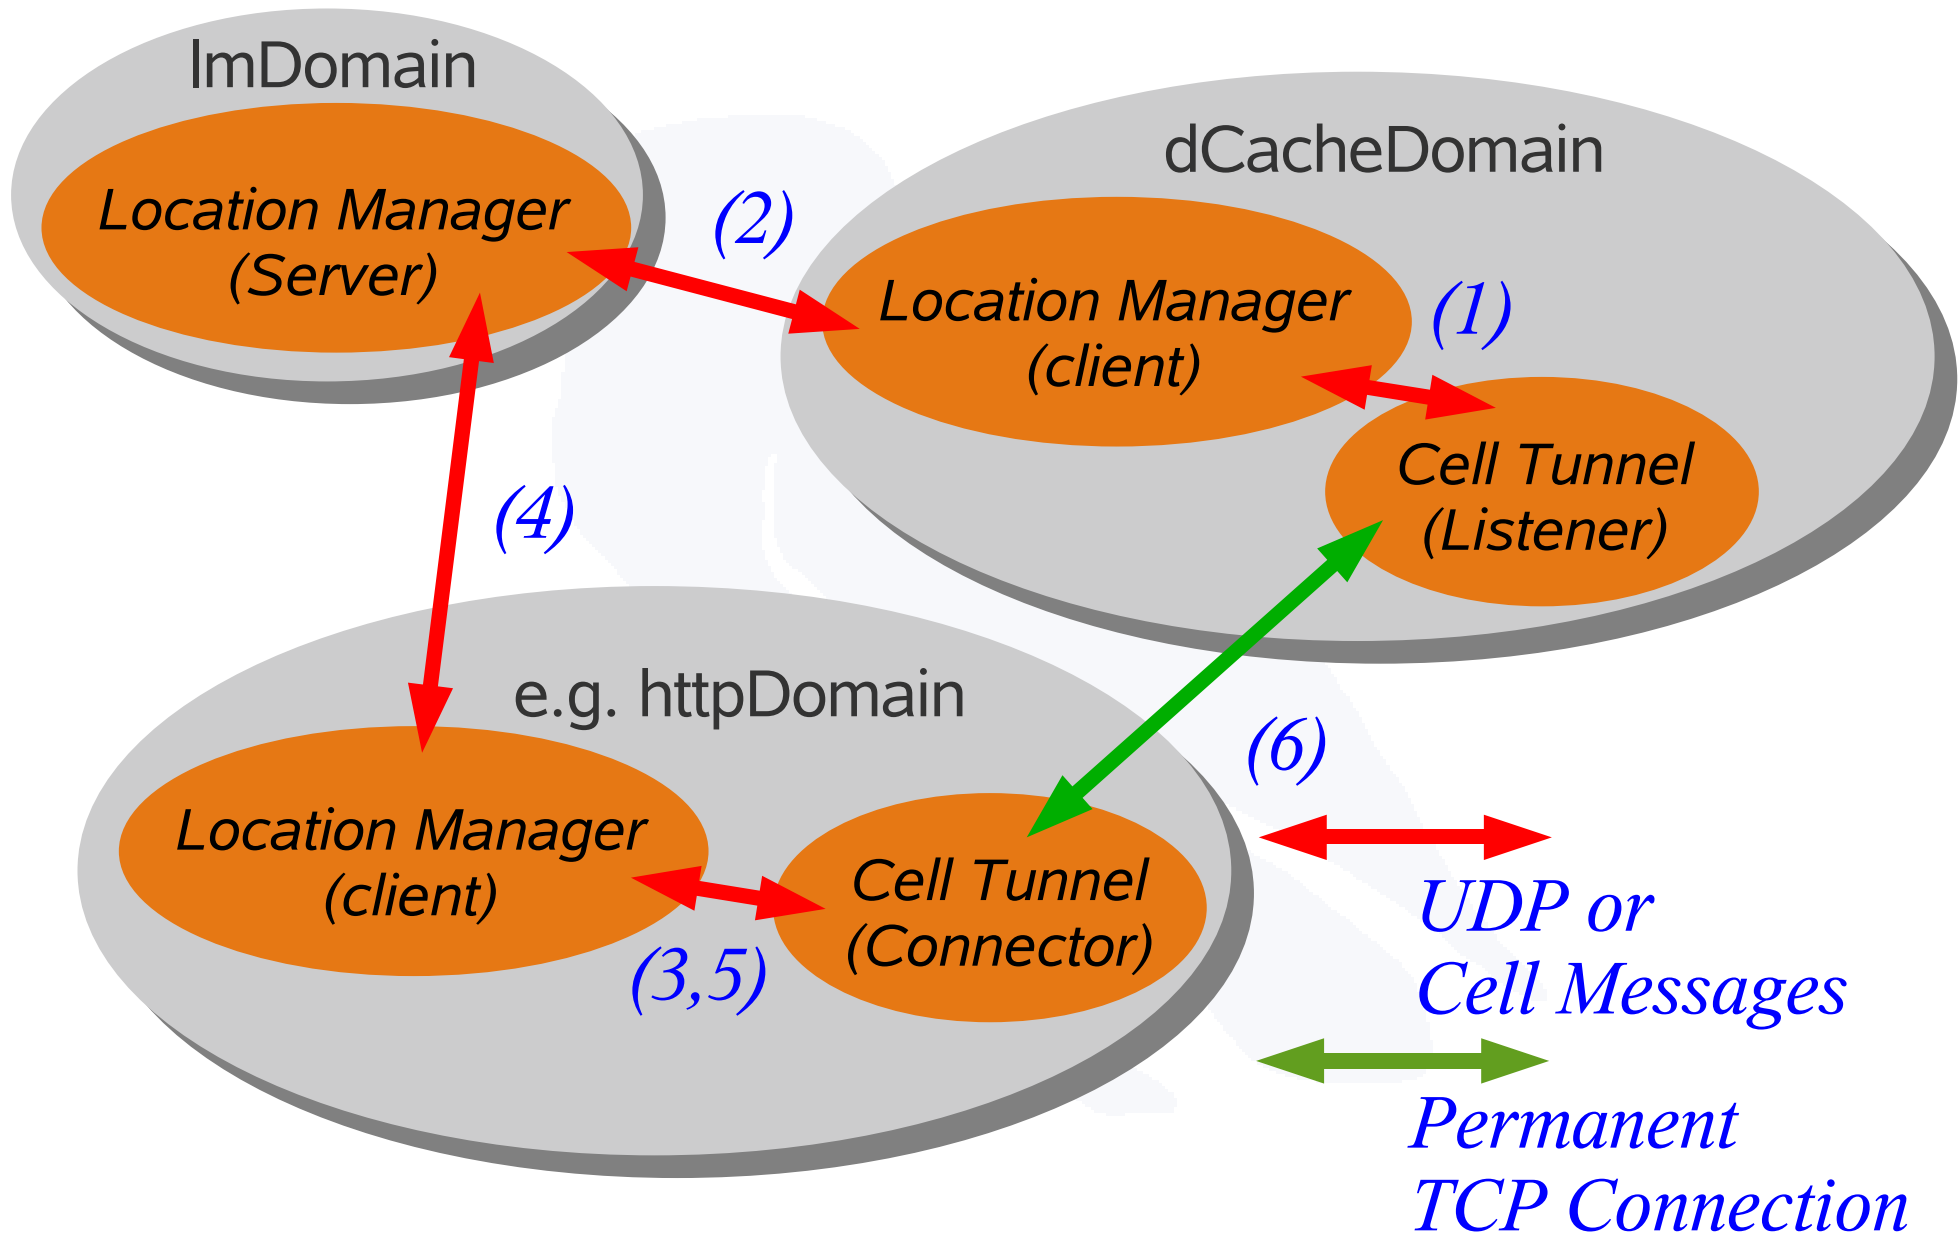 lmDomain
Location Manager
(Server)
(2)
dCacheDomain
Location Manager
(client)
(1)
Cell Tunnel
(Listener)
(4)
e.g. httpDomain
Location Manager
(client)
(3,5)
Cell Tunnel
(Connector)
(6)
UDP or
Cell Messages
Permanent
TCP Connection